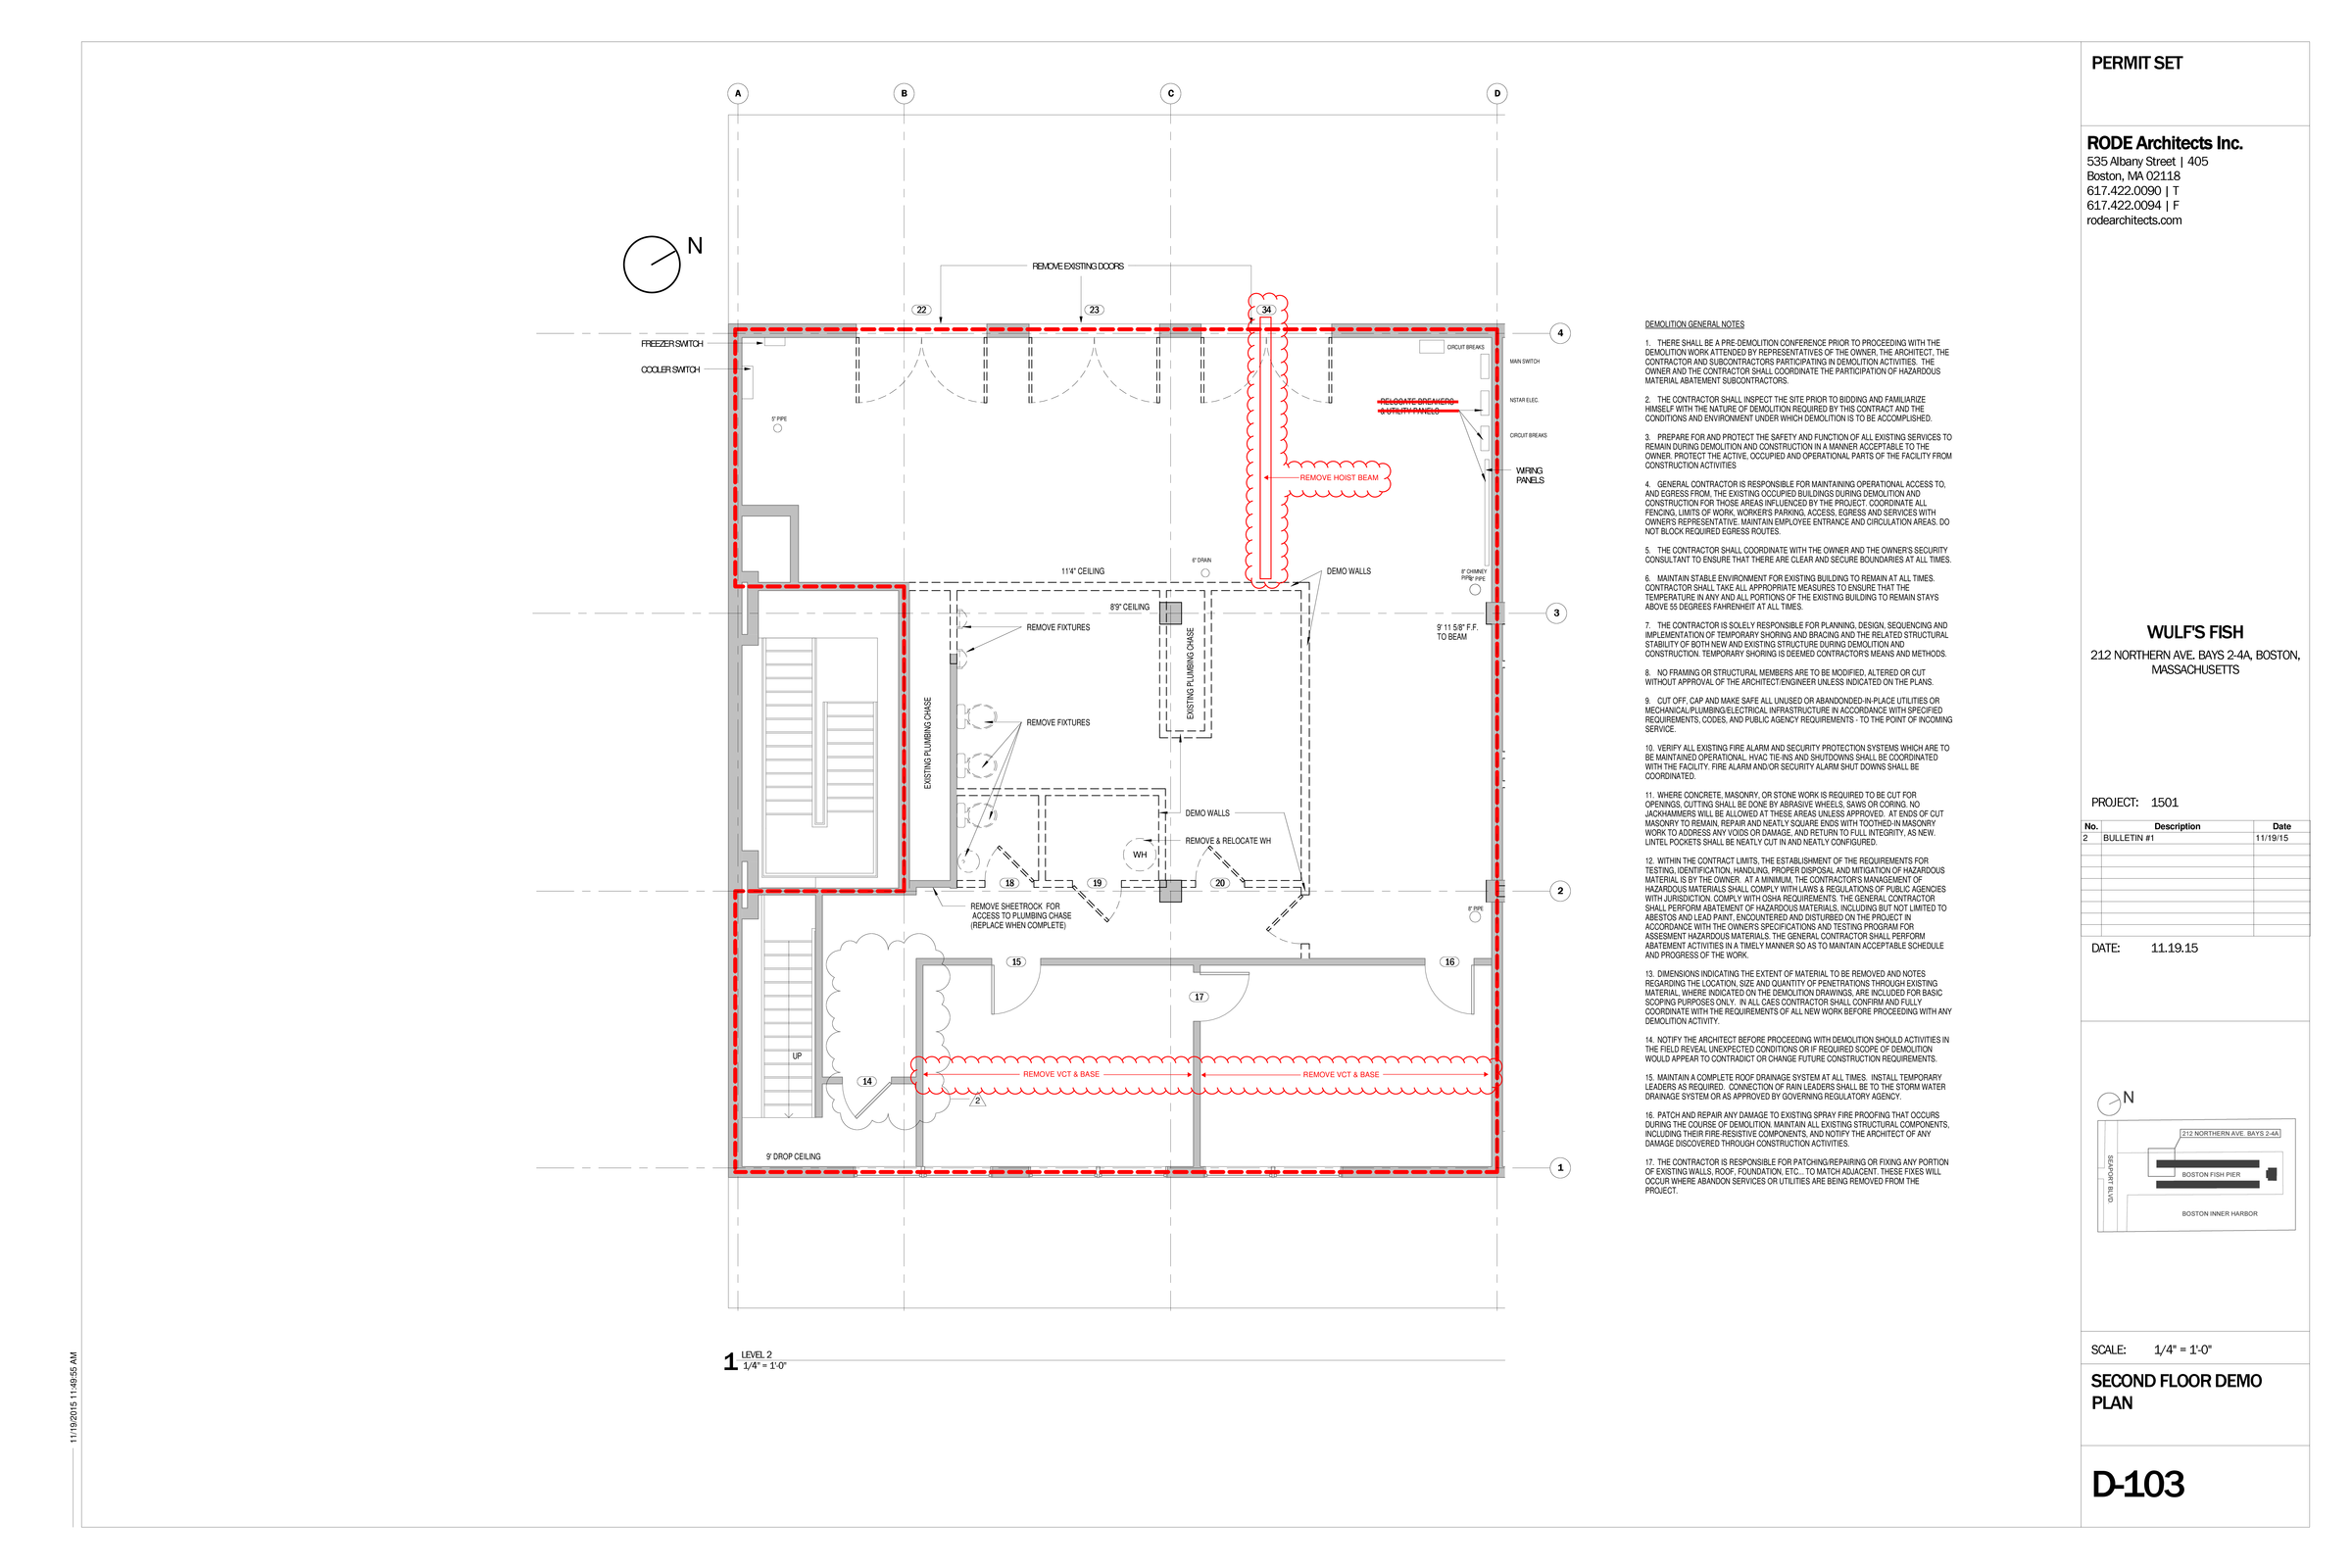 PERMIT SET
RODE Architects Inc.
535 Albany Street | 405
Boston, MA 02118
617.422.0090 | T
617.422.0094 | F
rodearchitects.com
WULF'S FISH
212 NORTHERN AVE. BAYS 2-4A, BOSTON,
MASSACHUSETTS
PROJECT: 1501
No. Description Date
2 BULLETIN #1 11/19/15
DATE: 11.19.15
N
212 NORTHERN AVE. BAYS 2-4A
SEAPORT BLVD.
BOSTON FISH PIER
BOSTON INNER HARBOR
SCALE: 1/4" = 1'-0"
SECOND FLOOR DEMO
PLAN
D-103
A
B
C
D
N
REMOVE EXISTING DOORS
22
23
34
4
FREEZER SWITCH
COOLER SWITCH
CIRCUIT BREAKS
MAIN SWITCH
RELOCATE BREAKERS
& UTILITY PANELS
NSTAR ELEC.
5" PIPE
CIRCUIT BREAKS
REMOVE HOIST BEAM
WIRING
PANELS
6" DRAIN
11'4" CEILING
DEMO WALLS
8" CHIMNEY
PIPE
8'9" CEILING
3
REMOVE FIXTURES
9' 11 5/8" F.F.
TO BEAM
EXISTING PLUMBING CHASE
EXISTING PLUMBING CHASE
REMOVE FIXTURES
DEMO WALLS
REMOVE & RELOCATE WH
WH
18
19
20
2
REMOVE SHEETROCK FOR
ACCESS TO PLUMBING CHASE
(REPLACE WHEN COMPLETE)
6" PIPE
15
16
17
UP
14
REMOVE VCT & BASE
REMOVE VCT & BASE
2
9' DROP CEILING
1
1 LEVEL 2
1/4" = 1'-0"
11/19/2015 11:49:55 AM
DEMOLITION GENERAL NOTES
1. THERE SHALL BE A PRE-DEMOLITION CONFERENCE PRIOR TO PROCEEDING WITH THE
DEMOLITION WORK ATTENDED BY REPRESENTATIVES OF THE OWNER, THE ARCHITECT, THE
CONTRACTOR AND SUBCONTRACTORS PARTICIPATING IN DEMOLITION ACTIVITIES. THE
OWNER AND THE CONTRACTOR SHALL COORDINATE THE PARTICIPATION OF HAZARDOUS
MATERIAL ABATEMENT SUBCONTRACTORS.
2. THE CONTRACTOR SHALL INSPECT THE SITE PRIOR TO BIDDING AND FAMILIARIZE
HIMSELF WITH THE NATURE OF DEMOLITION REQUIRED BY THIS CONTRACT AND THE
CONDITIONS AND ENVIRONMENT UNDER WHICH DEMOLITION IS TO BE ACCOMPLISHED.
3. PREPARE FOR AND PROTECT THE SAFETY AND FUNCTION OF ALL EXISTING SERVICES TO
REMAIN DURING DEMOLITION AND CONSTRUCTION IN A MANNER ACCEPTABLE TO THE
OWNER. PROTECT THE ACTIVE, OCCUPIED AND OPERATIONAL PARTS OF THE FACILITY FROM
CONSTRUCTION ACTIVITIES
4. GENERAL CONTRACTOR IS RESPONSIBLE FOR MAINTAINING OPERATIONAL ACCESS TO,
AND EGRESS FROM, THE EXISTING OCCUPIED BUILDINGS DURING DEMOLITION AND
CONSTRUCTION FOR THOSE AREAS INFLUENCED BY THE PROJECT. COORDINATE ALL
FENCING, LIMITS OF WORK, WORKER'S PARKING, ACCESS, EGRESS AND SERVICES WITH
OWNER'S REPRESENTATIVE. MAINTAIN EMPLOYEE ENTRANCE AND CIRCULATION AREAS. DO
NOT BLOCK REQUIRED EGRESS ROUTES.
5. THE CONTRACTOR SHALL COORDINATE WITH THE OWNER AND THE OWNER'S SECURITY
CONSULTANT TO ENSURE THAT THERE ARE CLEAR AND SECURE BOUNDARIES AT ALL TIMES.
6. MAINTAIN STABLE ENVIRONMENT FOR EXISTING BUILDING TO REMAIN AT ALL TIMES.
CONTRACTOR SHALL TAKE ALL APPROPRIATE MEASURES TO ENSURE THAT THE
TEMPERATURE IN ANY AND ALL PORTIONS OF THE EXISTING BUILDING TO REMAIN STAYS
ABOVE 55 DEGREES FAHRENHEIT AT ALL TIMES.
7. THE CONTRACTOR IS SOLELY RESPONSIBLE FOR PLANNING, DESIGN, SEQUENCING AND
IMPLEMENTATION OF TEMPORARY SHORING AND BRACING AND THE RELATED STRUCTURAL
STABILITY OF BOTH NEW AND EXISTING STRUCTURE DURING DEMOLITION AND
CONSTRUCTION. TEMPORARY SHORING IS DEEMED CONTRACTOR'S MEANS AND METHODS.
8. NO FRAMING OR STRUCTURAL MEMBERS ARE TO BE MODIFIED, ALTERED OR CUT
WITHOUT APPROVAL OF THE ARCHITECT/ENGINEER UNLESS INDICATED ON THE PLANS.
9. CUT OFF, CAP AND MAKE SAFE ALL UNUSED OR ABANDONDED-IN-PLACE UTILITIES OR
MECHANICAL/PLUMBING/ELECTRICAL INFRASTRUCTURE IN ACCORDANCE WITH SPECIFIED
REQUIREMENTS, CODES, AND PUBLIC AGENCY REQUIREMENTS - TO THE POINT OF INCOMING
SERVICE.
10. VERIFY ALL EXISTING FIRE ALARM AND SECURITY PROTECTION SYSTEMS WHICH ARE TO
BE MAINTAINED OPERATIONAL. HVAC TIE-INS AND SHUTDOWNS SHALL BE COORDINATED
WITH THE FACILITY. FIRE ALARM AND/OR SECURITY ALARM SHUT DOWNS SHALL BE
COORDINATED.
11. WHERE CONCRETE, MASONRY, OR STONE WORK IS REQUIRED TO BE CUT FOR
OPENINGS, CUTTING SHALL BE DONE BY ABRASIVE WHEELS, SAWS OR CORING. NO
JACKHAMMERS WILL BE ALLOWED AT THESE AREAS UNLESS APPROVED. AT ENDS OF CUT
MASONRY TO REMAIN, REPAIR AND NEATLY SQUARE ENDS WITH TOOTHED-IN MASONRY
WORK TO ADDRESS ANY VOIDS OR DAMAGE, AND RETURN TO FULL INTEGRITY, AS NEW.
LINTEL POCKETS SHALL BE NEATLY CUT IN AND NEATLY CONFIGURED.
12. WITHIN THE CONTRACT LIMITS, THE ESTABLISHMENT OF THE REQUIREMENTS FOR
TESTING, IDENTIFICATION, HANDLING, PROPER DISPOSAL AND MITIGATION OF HAZARDOUS
MATERIAL IS BY THE OWNER. AT A MINIMUM, THE CONTRACTOR'S MANAGEMENT OF
HAZARDOUS MATERIALS SHALL COMPLY WITH LAWS & REGULATIONS OF PUBLIC AGENCIES
WITH JURISDICTION. COMPLY WITH OSHA REQUIREMENTS. THE GENERAL CONTRACTOR
SHALL PERFORM ABATEMENT OF HAZARDOUS MATERIALS, INCLUDING BUT NOT LIMITED TO
ABESTOS AND LEAD PAINT, ENCOUNTERED AND DISTURBED ON THE PROJECT IN
ACCORDANCE WITH THE OWNER'S SPECIFICATIONS AND TESTING PROGRAM FOR
ASSESMENT HAZARDOUS MATERIALS. THE GENERAL CONTRACTOR SHALL PERFORM
ABATEMENT ACTIVITIES IN A TIMELY MANNER SO AS TO MAINTAIN ACCEPTABLE SCHEDULE
AND PROGRESS OF THE WORK.
13. DIMENSIONS INDICATING THE EXTENT OF MATERIAL TO BE REMOVED AND NOTES
REGARDING THE LOCATION, SIZE AND QUANTITY OF PENETRATIONS THROUGH EXISTING
MATERIAL, WHERE INDICATED ON THE DEMOLITION DRAWINGS, ARE INCLUDED FOR BASIC
SCOPING PURPOSES ONLY. IN ALL CAES CONTRACTOR SHALL CONFIRM AND FULLY
COORDINATE WITH THE REQUIREMENTS OF ALL NEW WORK BEFORE PROCEEDING WITH ANY
DEMOLITION ACTIVITY.
14. NOTIFY THE ARCHITECT BEFORE PROCEEDING WITH DEMOLITION SHOULD ACTIVITIES IN
THE FIELD REVEAL UNEXPECTED CONDITIONS OR IF REQUIRED SCOPE OF DEMOLITION
WOULD APPEAR TO CONTRADICT OR CHANGE FUTURE CONSTRUCTION REQUIREMENTS.
15. MAINTAIN A COMPLETE ROOF DRAINAGE SYSTEM AT ALL TIMES. INSTALL TEMPORARY
LEADERS AS REQUIRED. CONNECTION OF RAIN LEADERS SHALL BE TO THE STORM WATER
DRAINAGE SYSTEM OR AS APPROVED BY GOVERNING REGULATORY AGENCY.
16. PATCH AND REPAIR ANY DAMAGE TO EXISTING SPRAY FIRE PROOFING THAT OCCURS
DURING THE COURSE OF DEMOLITION. MAINTAIN ALL EXISTING STRUCTURAL COMPONENTS,
INCLUDING THEIR FIRE-RESISTIVE COMPONENTS, AND NOTIFY THE ARCHITECT OF ANY
DAMAGE DISCOVERED THROUGH CONSTRUCTION ACTIVITIES.
17. THE CONTRACTOR IS RESPONSIBLE FOR PATCHING/REPAIRING OR FIXING ANY PORTION
OF EXISTING WALLS, ROOF, FOUNDATION, ETC... TO MATCH ADJACENT. THESE FIXES WILL
OCCUR WHERE ABANDON SERVICES OR UTILITIES ARE BEING REMOVED FROM THE
PROJECT.